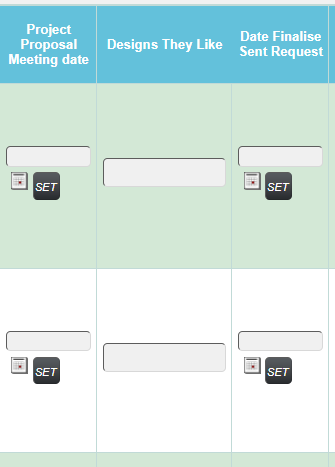 Project
Proposal
Meeting date
Designs They Like
Date Finalise
Sent Request
SET
SET
SET
SET